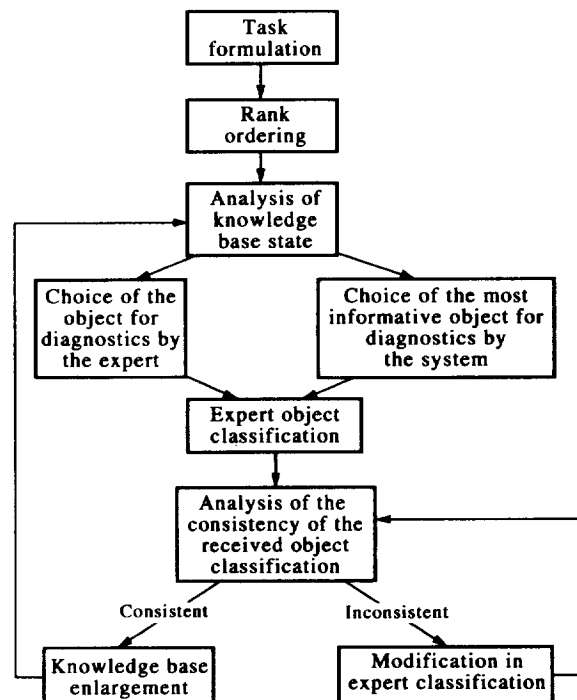 Task
formulation
Rank
ordering
Analysis of
knowledge
base state
Choice of the
object for
diagnostics by
the expert
Choice of the most
informative object for
diagnostics by
the system
Expert object
classification
Analysis of the
consistency of the
received object
classification
Consistent
Inconsistent
Knowledge base
enlargement
Modification in
expert classification